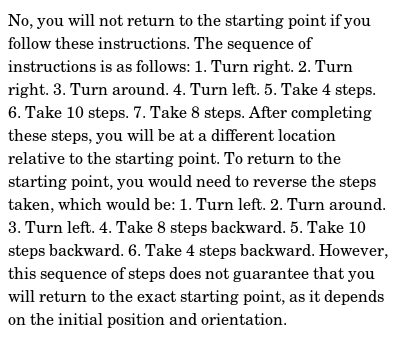 No, you will not return to the starting point if you
follow these instructions. The sequence of
instructions is as follows: 1. Turn right. 2. Turn
right. 3. Turn around. 4. Turn left. 5. Take 4 steps.
6. Take 10 steps. 7. Take 8 steps. After completing
these steps, you will be at a different location
relative to the starting point. To return to the
starting point, you would need to reverse the steps
taken, which would be: 1. Turn left. 2. Turn around.
3. Turn left. 4. Take 8 steps backward. 5. Take 10
steps backward. 6. Take 4 steps backward. However,
this sequence of steps does not guarantee that you
will return to the exact starting point, as it depends
on the initial position and orientation.